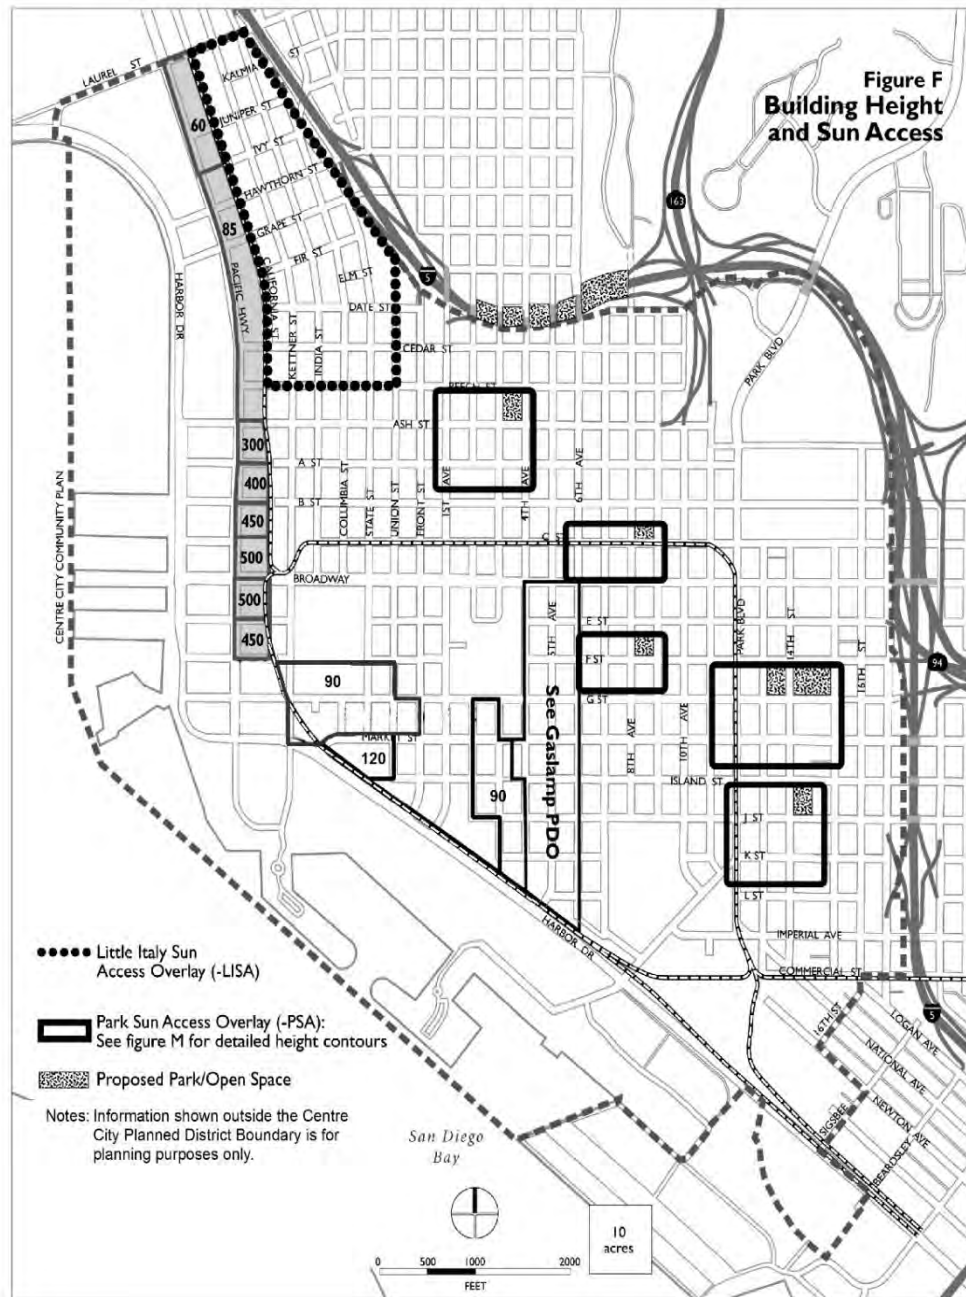 Figure F
Building Height
and Sun Access
LAUREL ST
ST
KALMIA
JUNIPER ST
60
IVY ST
HAWTHORN ST
163
85
GRAPE ST
FIR ST
ELM ST
5
HARBOR DR
PACIFIC HWY.
CALIFORNIA ST
KETTNER ST
INDIA ST
DATE ST
CEDAR ST
PARK BLVD
BEECH ST
ASH ST
300
A ST
400
B ST
COLUMBIA ST
STATE ST
UNION ST
FRONT ST
1ST AVE
4TH AVE
6TH AVE
450
C ST
500
BROADWAY
CENTRE CITY COMMUNITY PLAN
500
5TH AVE
E ST
PARK BLVD
14TH ST
16TH ST
450
F ST
94
90
G ST
See Gaslamp PDO
8TH AVE
10TH AVE
MARKET ST
120
ISLAND ST
90
J ST
K ST
L ST
HARBOR DR
IMPERIAL AVE
COMMERCIAL ST
Little Italy Sun
Access Overlay (-LISA)
Park Sun Access Overlay (-PSA):
See figure M for detailed height contours
Proposed Park/Open Space
Notes: Information shown outside the Centre
City Planned District Boundary is for
planning purposes only.
16TH ST
LOGAN AVE
5
NATIONAL AVE
NEWTON AVE
SIGSBEE
BEARDSLEY
San Diego
Bay
10
acres
0 500 1000 2000
FEET